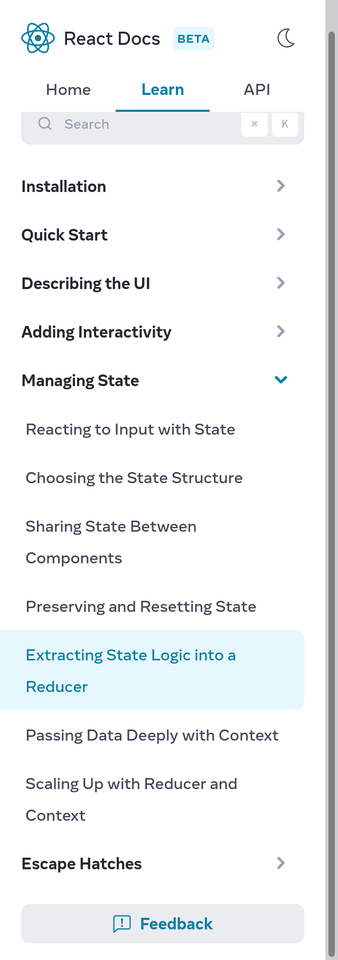 React Docs BETA
Home Learn API
Search ⌘ K
Installation
Quick Start
Describing the UI
Adding Interactivity
Managing State
Reacting to Input with State
Choosing the State Structure
Sharing State Between
Components
Preserving and Resetting State
Extracting State Logic into a
Reducer
Passing Data Deeply with Context
Scaling Up with Reducer and
Context
Escape Hatches
Feedback